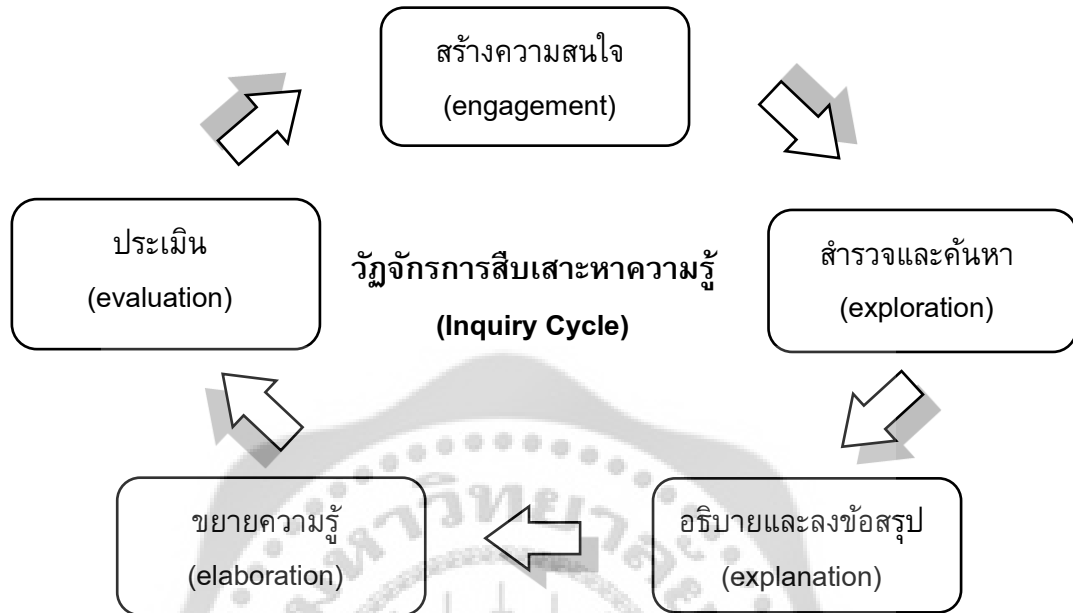 สร้างความสนใจ
(engagement)
สำรวจและค้นหา
(exploration)
อธิบายและลงข้อสรุป
(explanation)
ขยายความรู้
(elaboration)
ประเมิน
(evaluation)
วัฏจักรการสืบเสาะหาความรู้
(Inquiry Cycle)